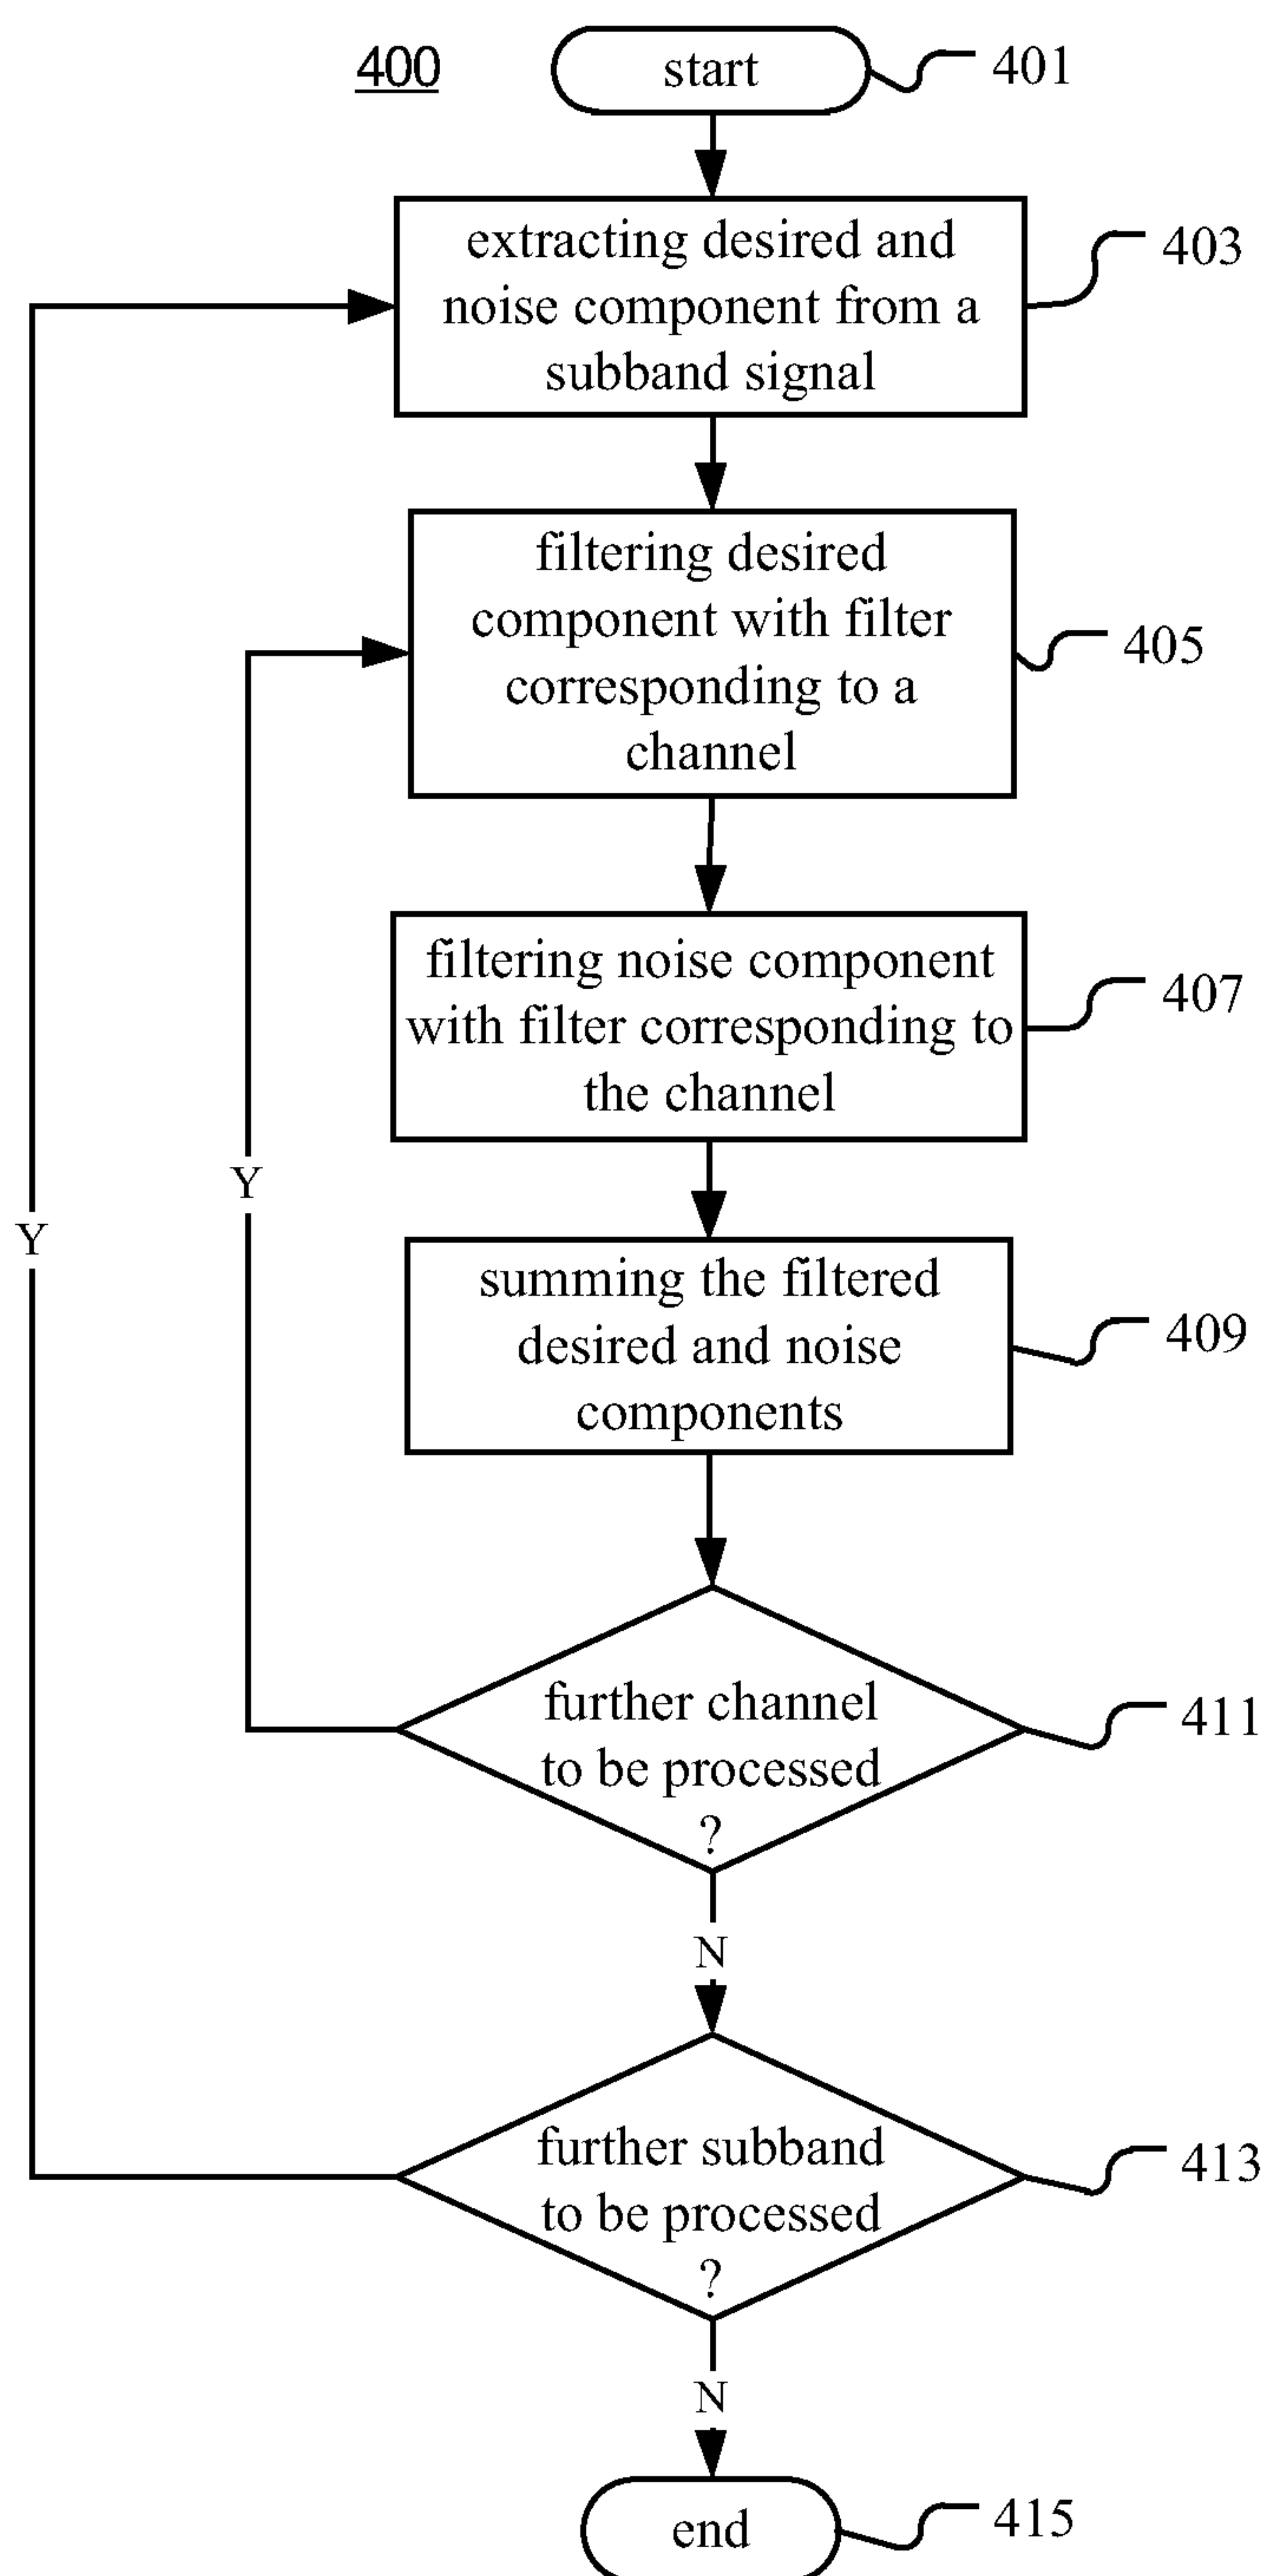 400
start
401
extracting desired and
noise component from a
subband signal
403
filtering desired
component with filter
corresponding to a
channel
405
filtering noise component
with filter corresponding to
the channel
407
Y
Y
summing the filtered
desired and noise
components
409
further channel
to be processed
?
411
N
further subband
to be processed
?
413
N
end
415